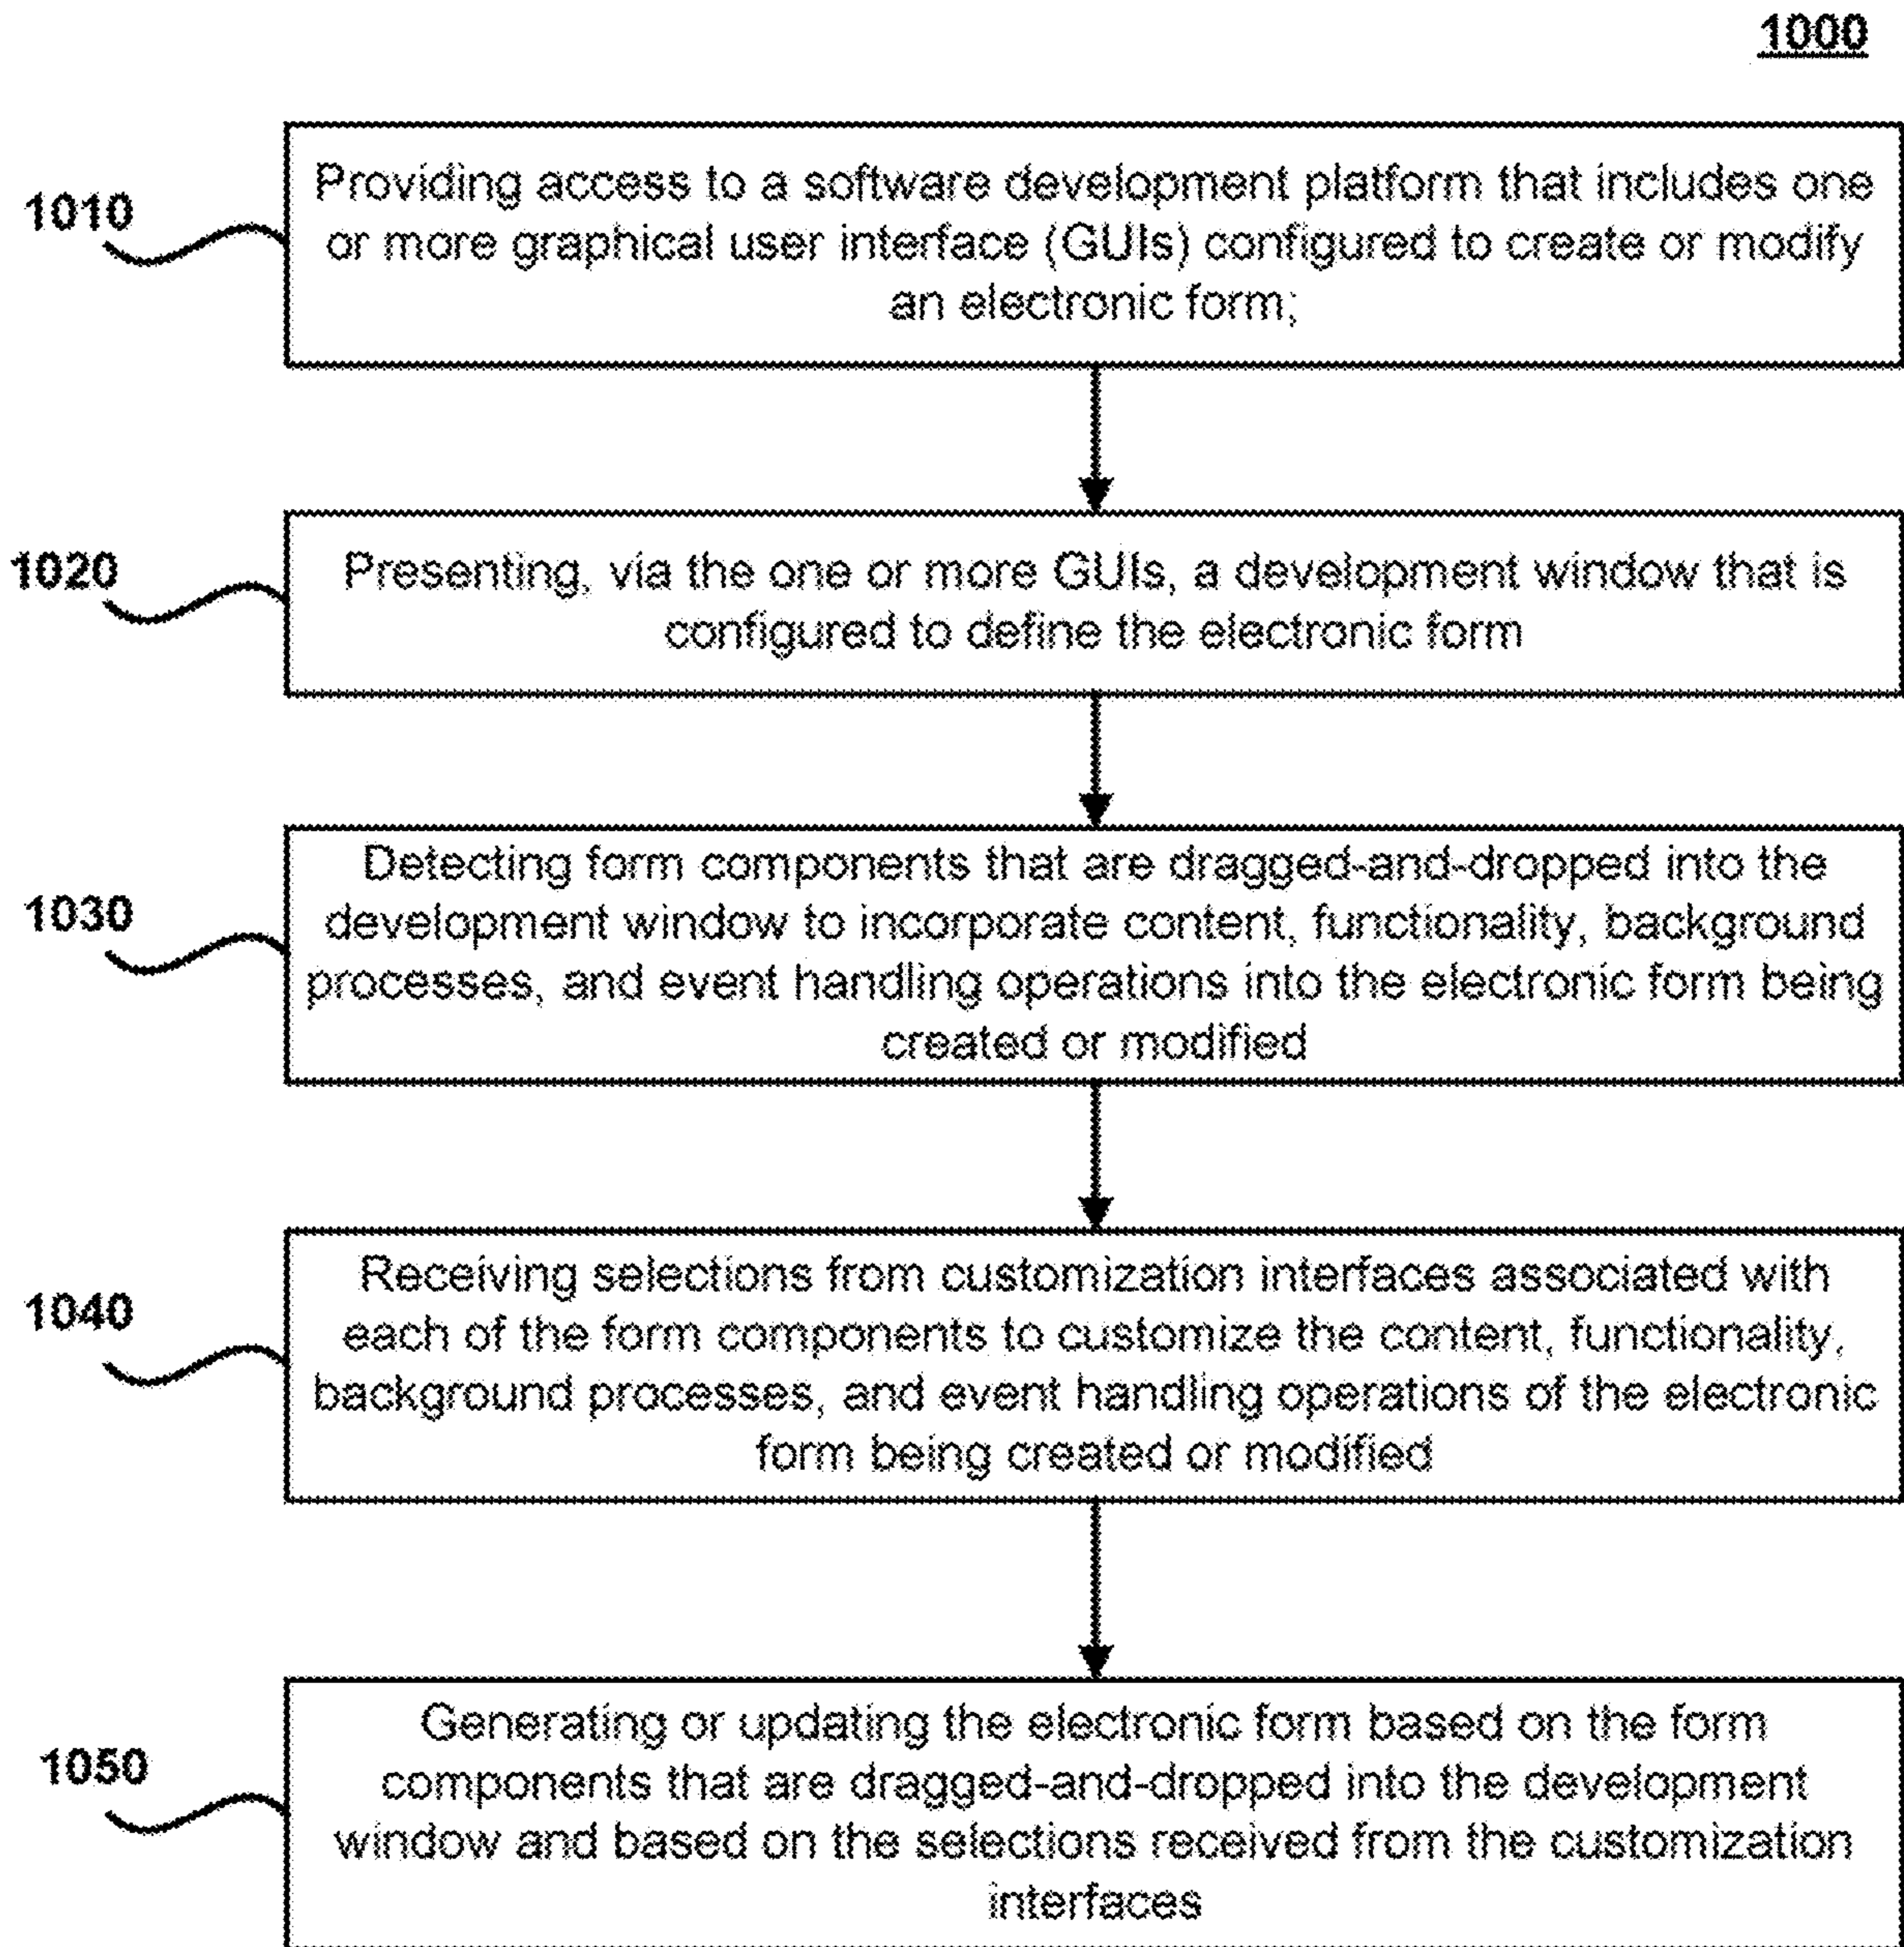 1000
1010
Providing access to a software development platform that includes one
or more graphical user interface (GUIs) configured to create or modify
an electronic form;
1020
Presenting, via the one or more GUIs, a development window that is
configured to define the electronic form
1030
Detecting form components that are dragged-and-dropped into the
development window to incorporate content, functionality, background
processes, and event handling operations into the electronic form being
created or modified
1040
Receiving selections from customization interfaces associated with
each of the form components to customize the content, functionality,
background processes, and event handling operations of the electronic
form being created or modified
1050
Generating or updating the electronic form based on the form
components that are dragged-and-dropped into the development
window and based on the selections received from the customization
interfaces